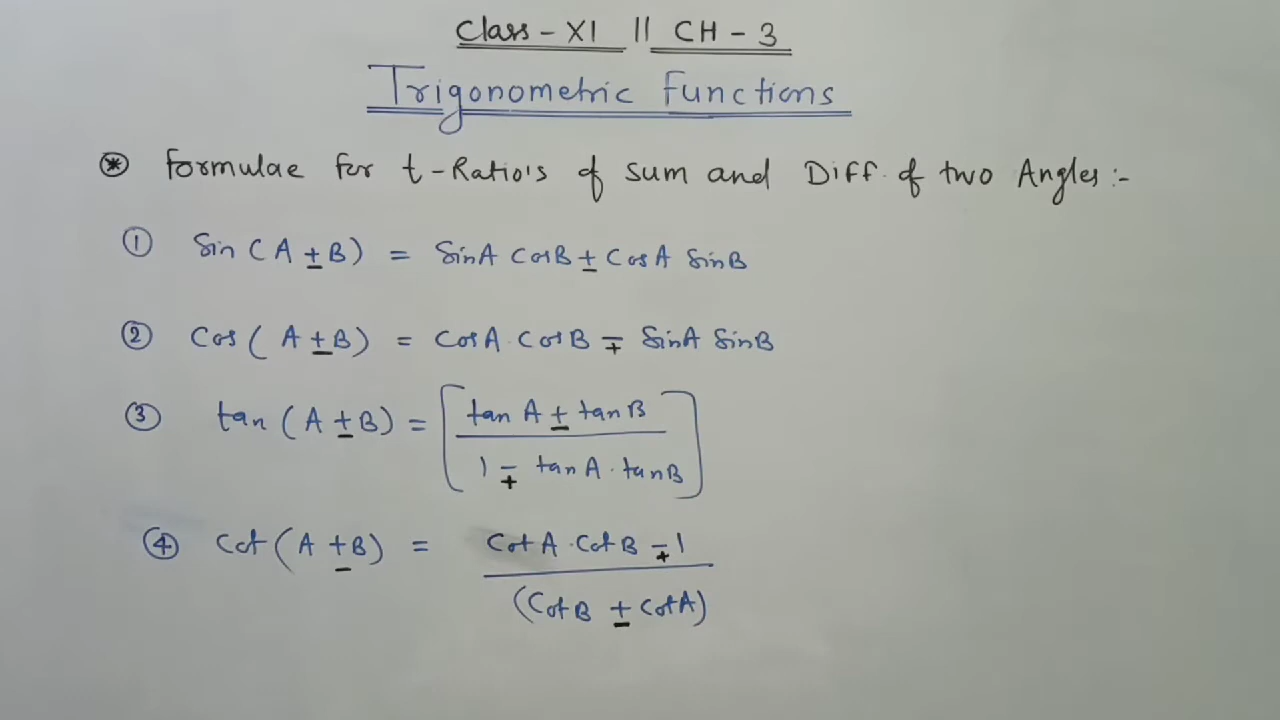 Class - XI || CH - 3
Trigonometric Functions
⊛ Formulae for t-Ratio's of sum and Diff. of two Angles :-
① Sin(A ± B) = SinA CosB ± CosA SinB
② Cos(A ± B) = CosA. CosB ∓ SinA SinB
③ tan(A ± B) = [tan A ± tan B
1 ∓ tan A · tan B]
④ Cot(A ± B) = Cot A · Cot B ∓ 1
(Cot B ± Cot A)